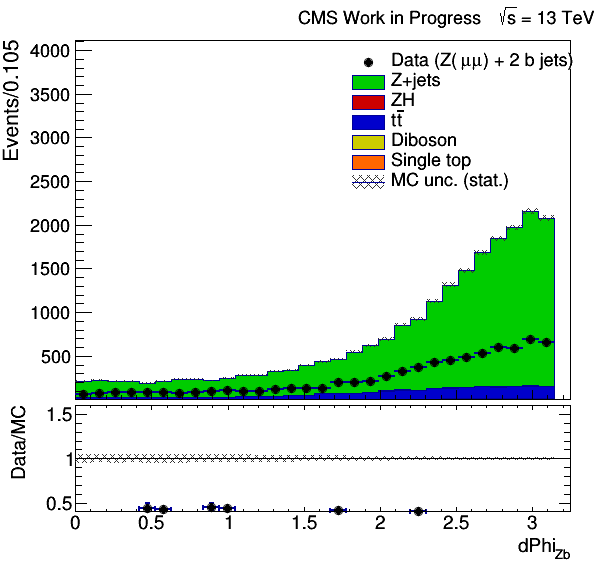 CMS Work in Progress √s = 13 TeV
Events/0.105
4000
3500
3000
2500
2000
1500
1000
500
Data (Z(μμ) + 2 b jets)
Z+jets
ZH
tt̅
Diboson
Single top
MC unc. (stat.)
Data/MC
1.5
1
0.5
0 0.5 1 1.5 2 2.5 3
dPhi_Zb